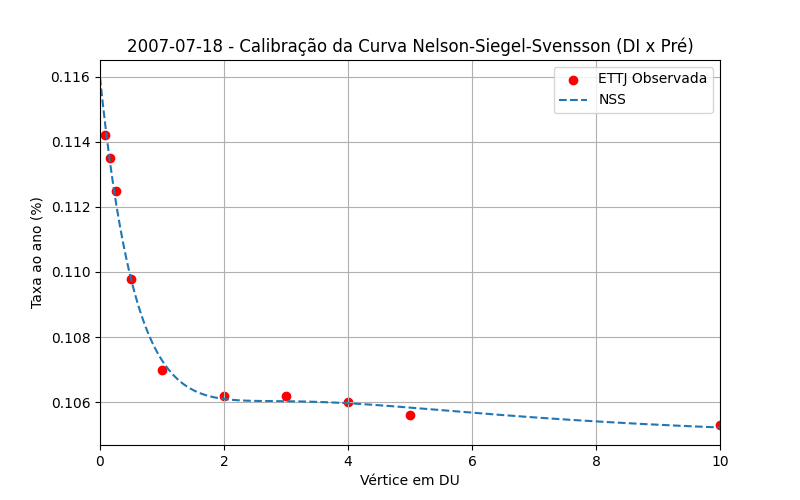 2007-07-18 - Calibração da Curva Nelson-Siegel-Svensson (DI x Pré)
ETTJ Observada
NSS
Taxa ao ano (%)
0.116
0.114
0.112
0.110
0.108
0.106
0 2 4 6 8 10
Vértice em DU